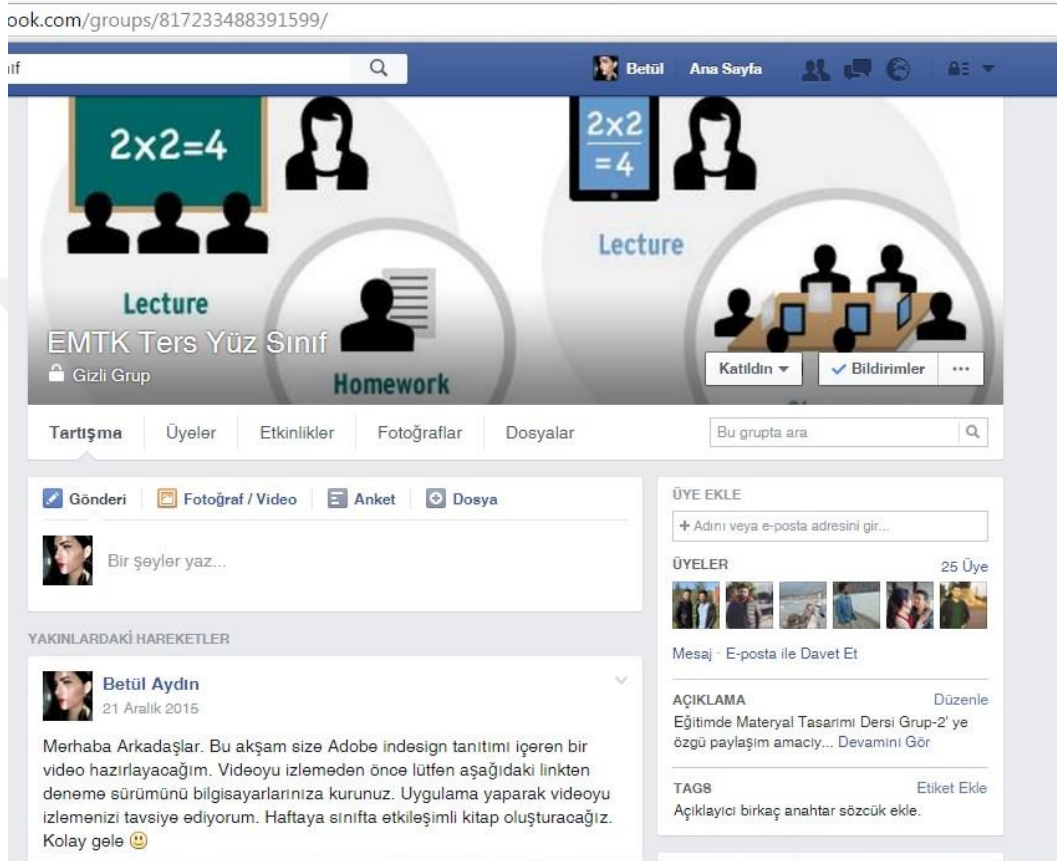 ook.com/groups/817233488391599/
ıf
Betül Ana Sayfa
2x2=4
2x2
=4
Lecture
Lecture
EMTK Ters Yüz Sınıf
Gizli Grup
Homework
Katıldın
Bildirimler
Tartışma Üyeler Etkinlikler Fotoğraflar Dosyalar
Bu grupta ara
Gönderi Fotoğraf / Video Anket Dosya
Bir şeyler yaz...
YAKINLARDAKİ HAREKETLER
Betül Aydın
21 Aralık 2015
Merhaba Arkadaşlar. Bu akşam size Adobe indesign tanıtımı içeren bir
video hazırlayacağım. Videoyu izlemeden önce lütfen aşağıdaki linkten
deneme sürümünü bilgisayarlarınıza kurunuz. Uygulama yaparak videoyu
izlemenizi tavsiye ediyorum. Haftaya sınıfta etkileşimli kitap oluşturacağız.
Kolay gele
ÜYE EKLE
+ Adını veya e-posta adresini gir...
ÜYELER 25 Üye
Mesaj · E-posta ile Davet Et
AÇIKLAMA Düzenle
Eğitimde Materyal Tasarımı Dersi Grup-2' ye
özgü paylaşım amacıy... Devamını Gör
TAGS Etiket Ekle
Açıklayıcı birkaç anahtar sözcük ekle.